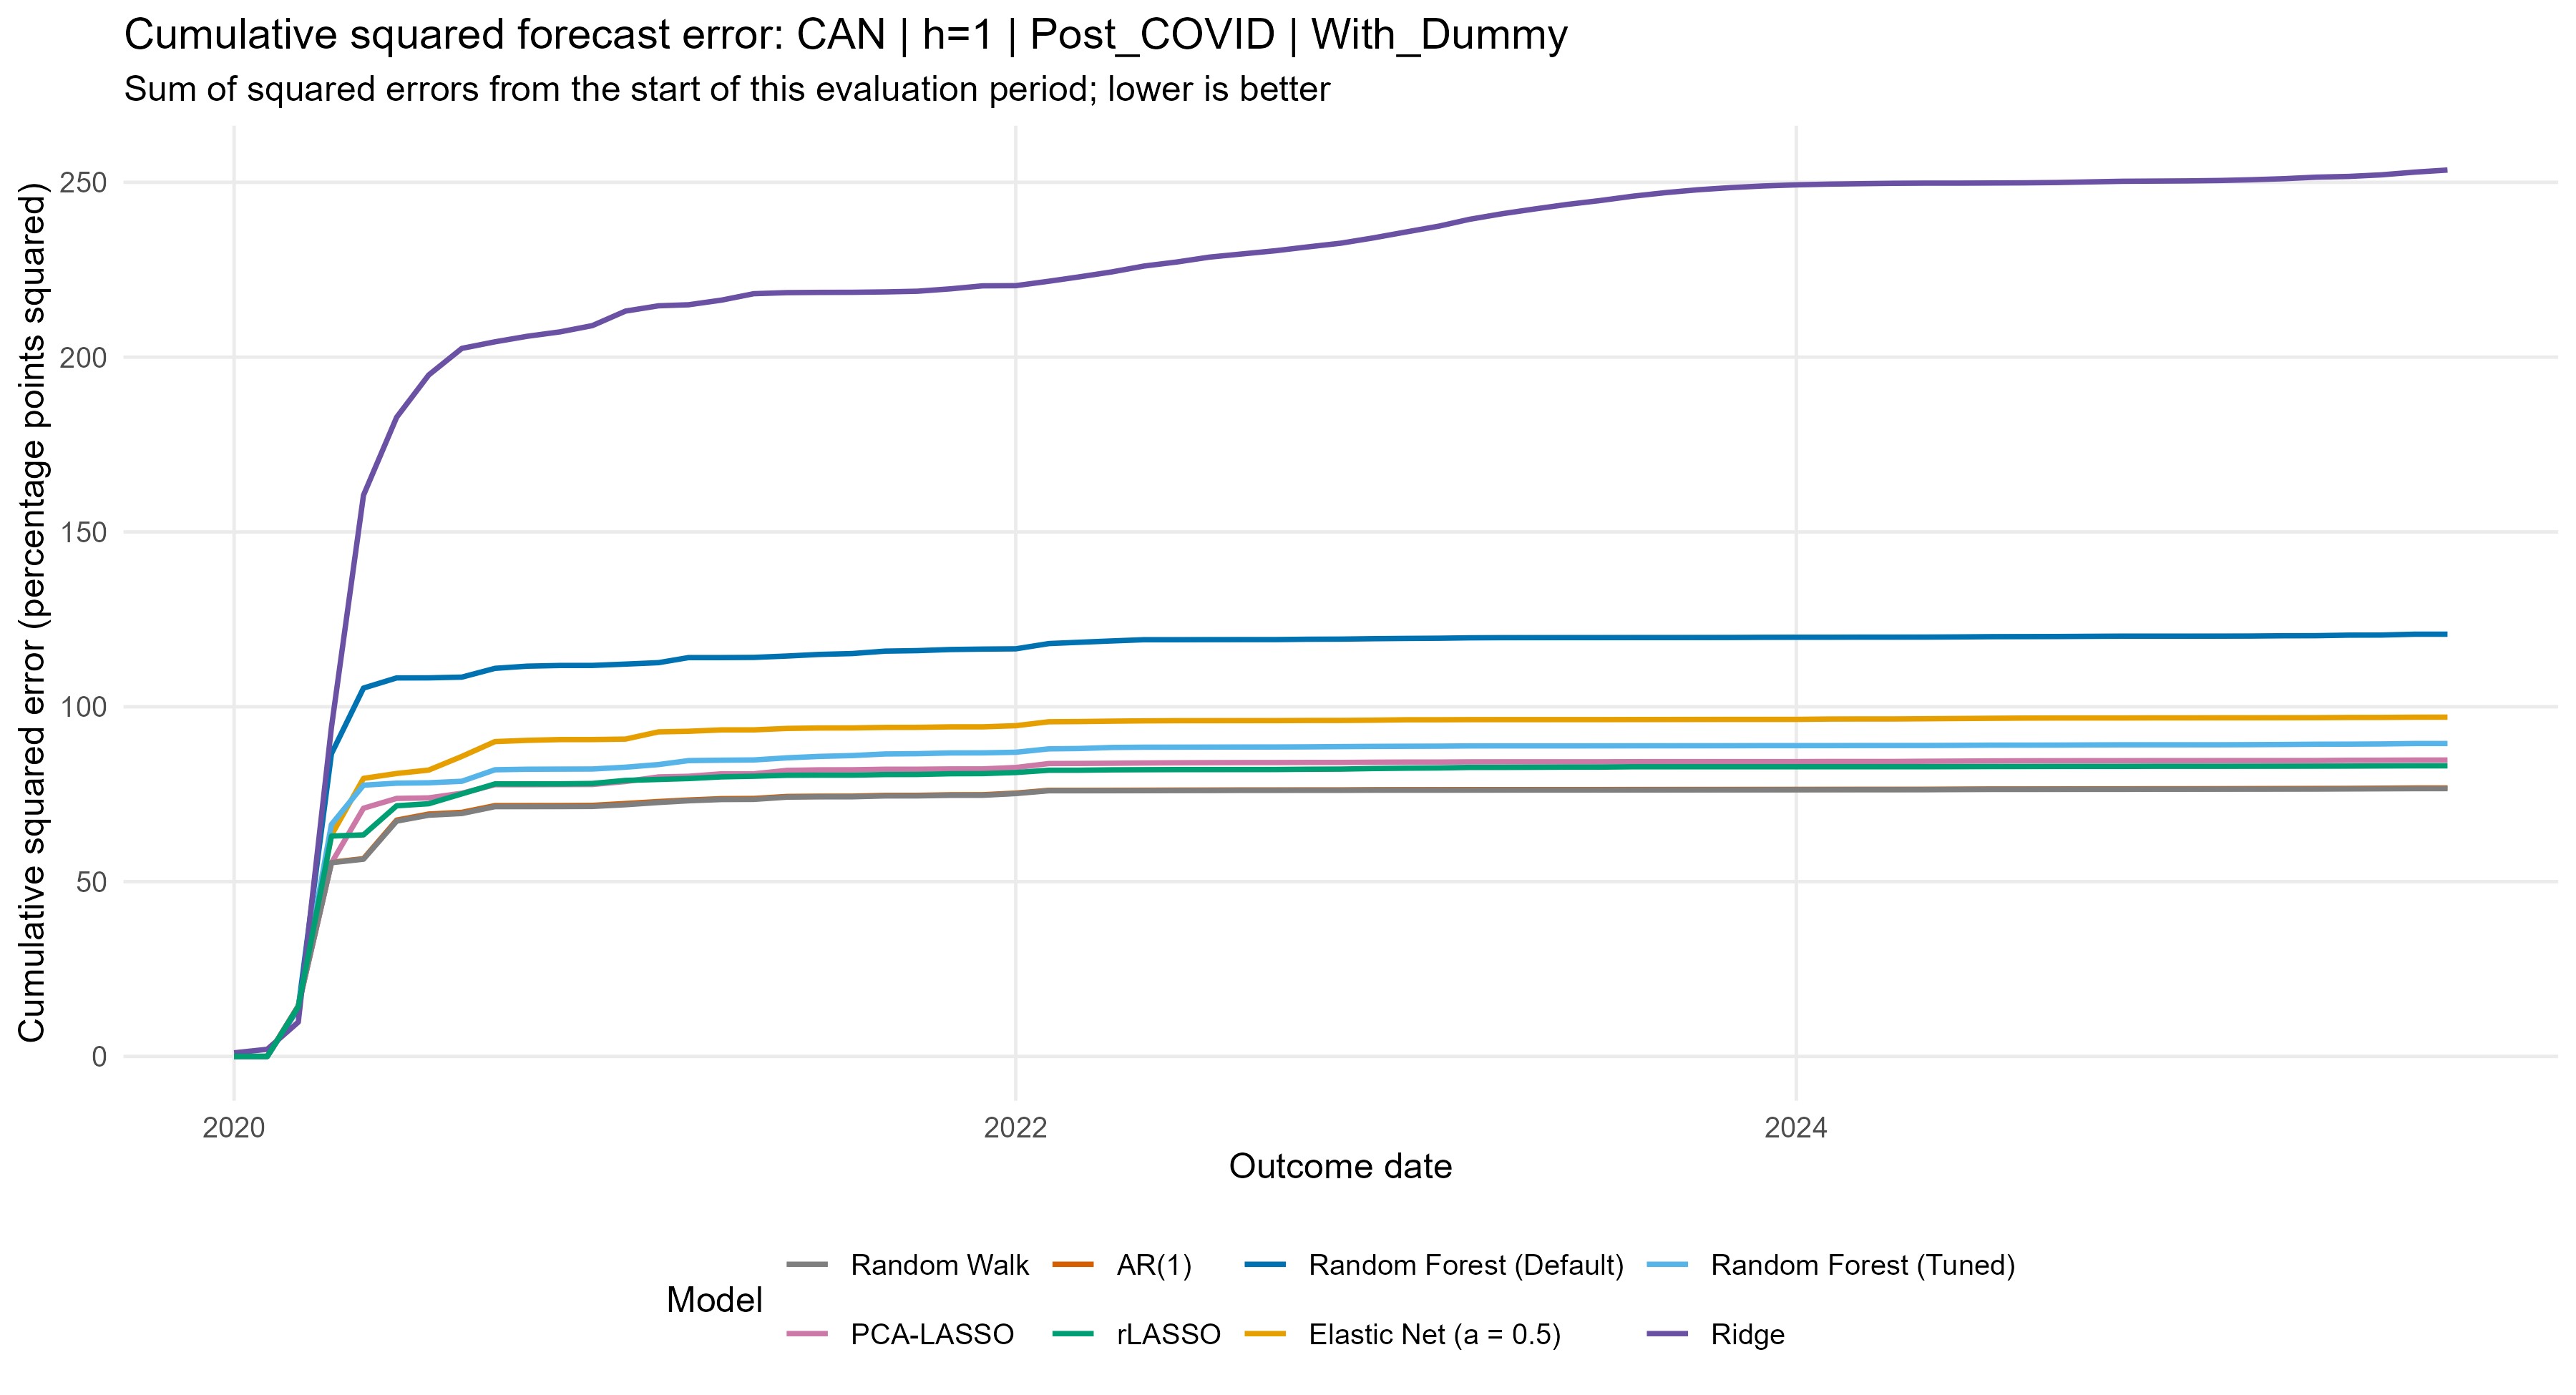 Cumulative squared forecast error: CAN | h=1 | Post_COVID | With_Dummy
Sum of squared errors from the start of this evaluation period; lower is better
Cumulative squared error (percentage points squared)
250
200
150
100
50
0
2020
2022
2024
Outcome date
Model
Random Walk
AR(1)
Random Forest (Default)
Random Forest (Tuned)
PCA-LASSO
rLASSO
Elastic Net (a = 0.5)
Ridge